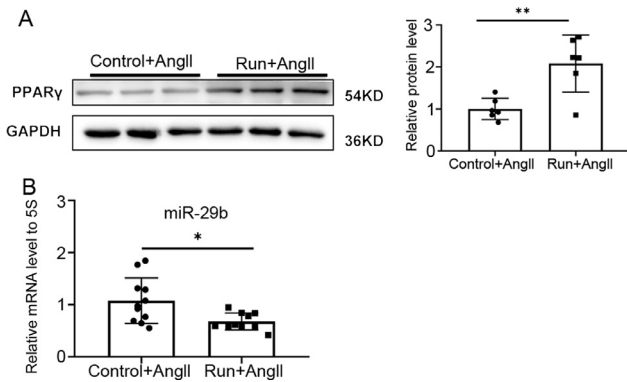 A
Control+AngII Run+AngII
PPARγ 54KD
GAPDH 36KD
Relative protein level
3
2
1
0
**
Control+AngII Run+AngII
B
miR-29b
*
Relative mRNA level to 5S
3
2
1
0
Control+AngII Run+AngII